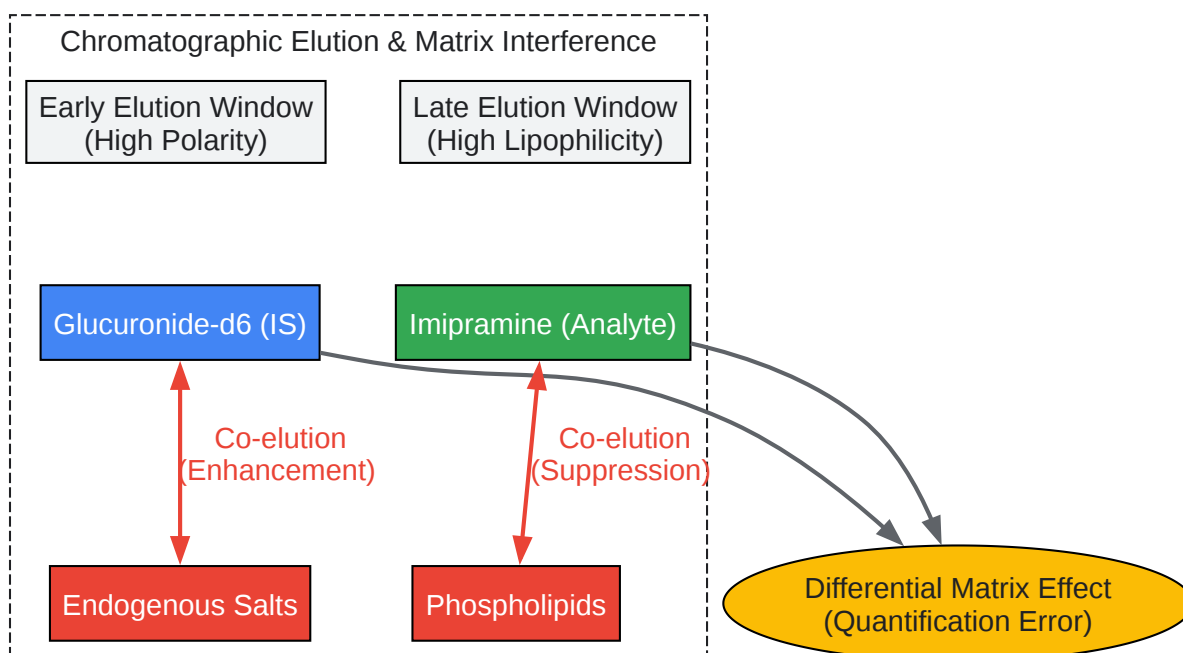 Chromatographic Elution & Matrix Interference
Early Elution Window
(High Polarity)
Late Elution Window
(High Lipophilicity)
Glucuronide-d6 (IS)
Imipramine (Analyte)
Co-elution
(Enhancement)
Co-elution
(Suppression)
Endogenous Salts
Phospholipids
Differential Matrix Effect
(Quantification Error)